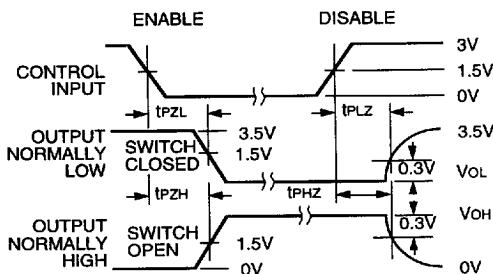 ENABLE DISABLE
CONTROL INPUT
3V
1.5V
0V
tPZL tPLZ
OUTPUT NORMALLY LOW
SWITCH CLOSED
3.5V
1.5V
3.5V
0.3V
VOL
tPZH tPHZ
OUTPUT NORMALLY HIGH
SWITCH OPEN
1.5V
0V
0.3V
VOH
0V